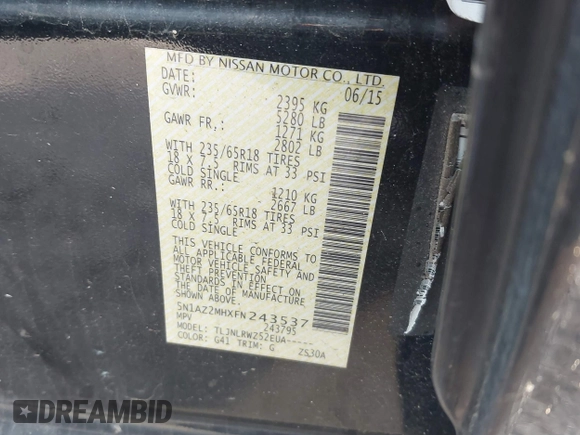 MFD BY NISSAN MOTOR CO., LTD.
DATE: 06/15
GVWR: 2395 KG
5280 LB
GAWR FR,: 1271 KG
2802 LB
WITH 235/65R18 TIRES
18 X 7.5 RIMS AT 33 PSI
COLD SINGLE
GAWR RR.: 1210 KG
2667 LB
WITH 235/65R18 TIRES
18 X 7.5 RIMS AT 33 PSI
COLD SINGLE
THIS VEHICLE CONFORMS TO
ALL APPLICABLE FEDERAL
MOTOR VEHICLE SAFETY AND
THEFT PREVENTION
STANDARDS IN EFFECT ON
THE DATE OF MANUFACTURE
SHOWN ABOVE.
5N1AZ2MHXFN243537
MPV 243795
MODEL: TL3NLRWZ52EUA-----
COLOR: G41 TRIM: G Z530A
DREAMBID